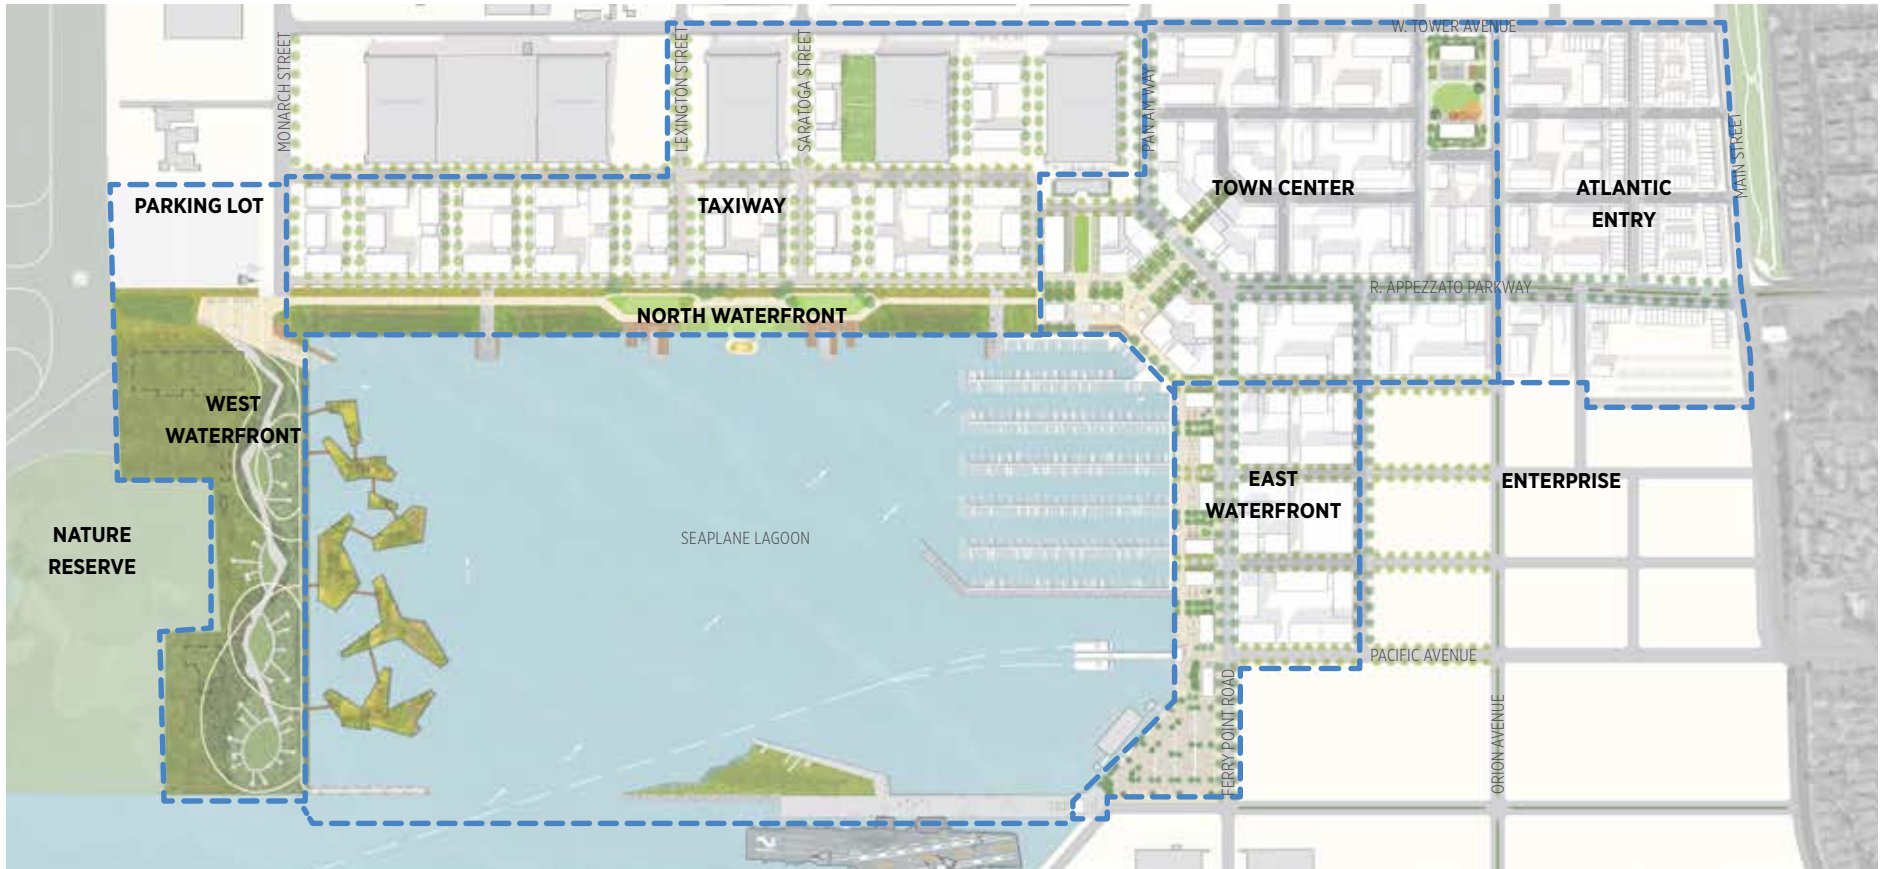 W. TOWER AVENUE
MONARCH STREET
LEXINGTON STREET
SARATOGA STREET
PAN AM WAY
MAIN STREET
PARKING LOT
TAXIWAY
TOWN CENTER
ATLANTIC
ENTRY
R. APPEZZATO PARKWAY
NORTH WATERFRONT
WEST
WATERFRONT
EAST
WATERFRONT
ENTERPRISE
NATURE
RESERVE
SEAPLANE LAGOON
PACIFIC AVENUE
FERRY POINT ROAD
ORION AVENUE